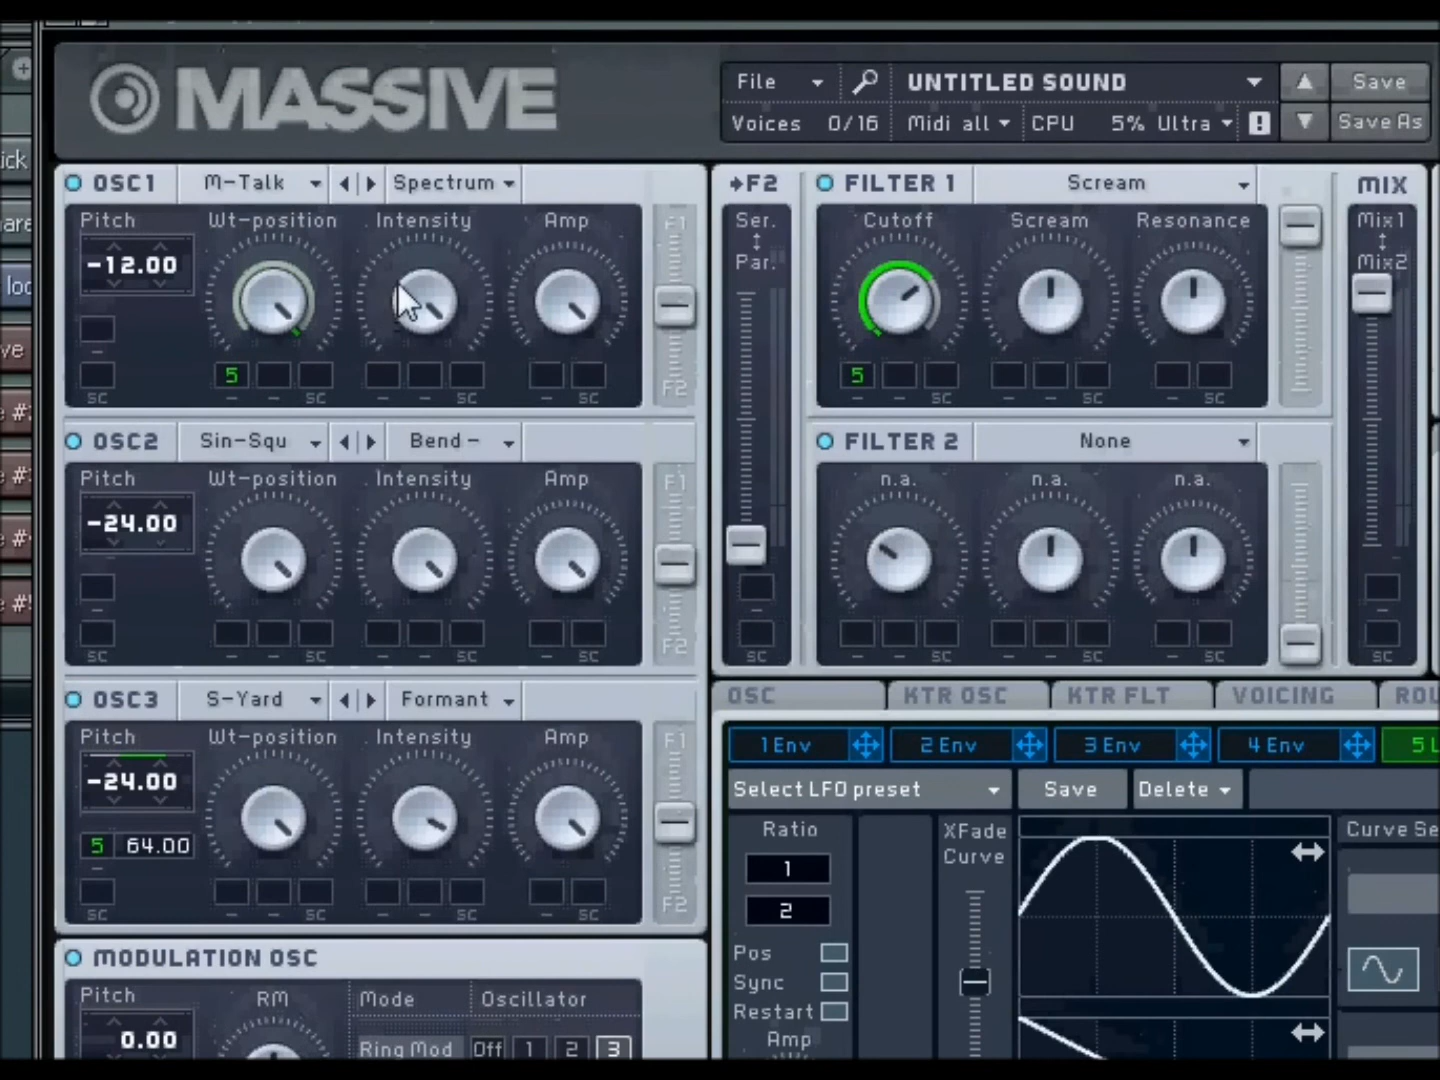 MASSIVE
File
UNTITLED SOUND
Save
Voices 0/16 Midi all CPU 5% Ultra ! Save As
OSC1 M-Talk Spectrum
Pitch Wt-position Intensity Amp F1
-12.00
5
SC SC SC SC F2
OSC2 Sin-Squ Bend -
Pitch Wt-position Intensity Amp F1
-24.00
SC SC SC SC F2
OSC3 S-Yard Formant
Pitch Wt-position Intensity Amp F1
-24.00
5 64.00
SC SC SC SC F2
MODULATION OSC
Pitch RM Mode Oscillator
0.00 Ring Mod Off 1 2 3
F2
Ser.
Par.
SC
FILTER 1 Scream
Cutoff Scream Resonance
5
SC SC SC
FILTER 2 None
n.a. n.a. n.a.
SC SC SC
MIX
Mix1
Mix2
SC
OSC KTR OSC KTR FLT VOICING
1 Env 2 Env 3 Env 4 Env 5
Select LFO preset Save Delete
Ratio XFade Curve
1
2
Pos
Sync
Restart
Amp